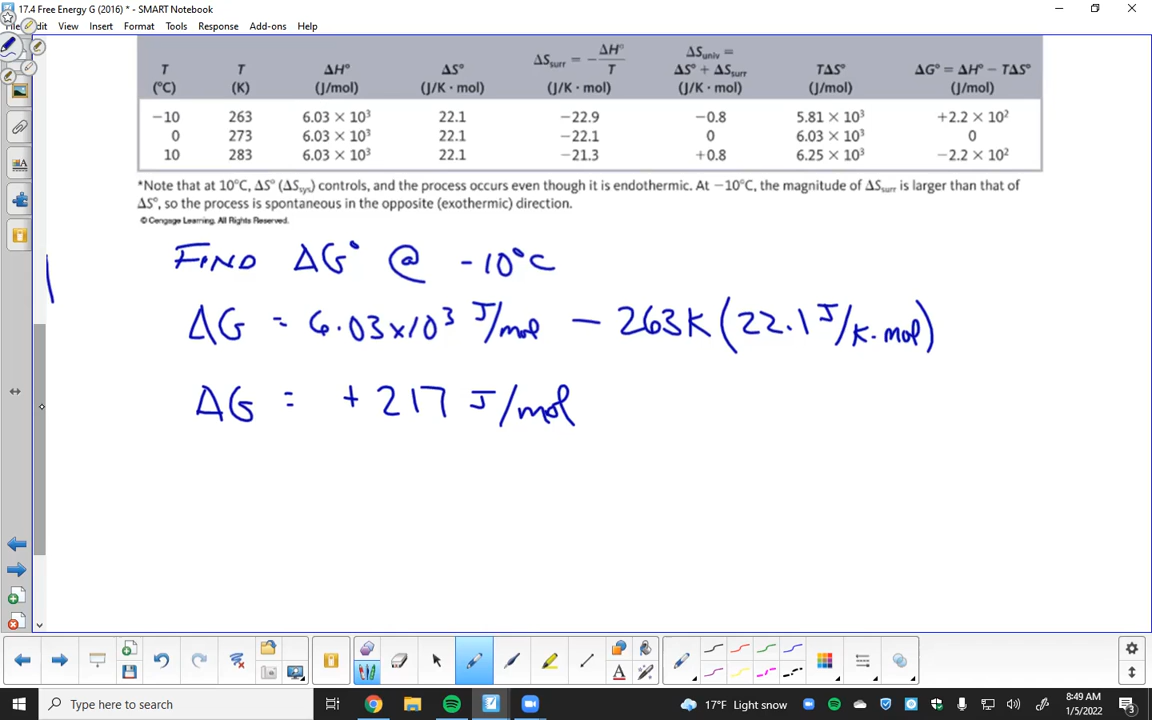 17.4 Free Energy G (2016) * - SMART Notebook
File Edit View Insert Format Tools Response Add-ons Help
T (°C) T (K) ΔH° (J/mol) ΔS° (J/K · mol) ΔSsurr = −ΔH°/T (J/K · mol) ΔSuniv = ΔS° + ΔSsurr (J/K · mol) TΔS° (J/mol) ΔG° = ΔH° − TΔS° (J/mol)
−10 263 6.03 × 10³ 22.1 −22.9 −0.8 5.81 × 10³ +2.2 × 10²
0 273 6.03 × 10³ 22.1 −22.1 0 6.03 × 10³ 0
10 283 6.03 × 10³ 22.1 −21.3 +0.8 6.25 × 10³ −2.2 × 10²
*Note that at 10°C, ΔS° (ΔSsys) controls, and the process occurs even though it is endothermic. At −10°C, the magnitude of ΔSsurr is larger than that of
ΔS°, so the process is spontaneous in the opposite (exothermic) direction.
© Cengage Learning. All Rights Reserved.
FIND ΔG° @ -10°C
ΔG = 6.03x10³ J/mol − 263K (22.1 J/K·mol)
ΔG = +217 J/mol
Type here to search
17°F Light snow
8:49 AM
1/5/2022
3